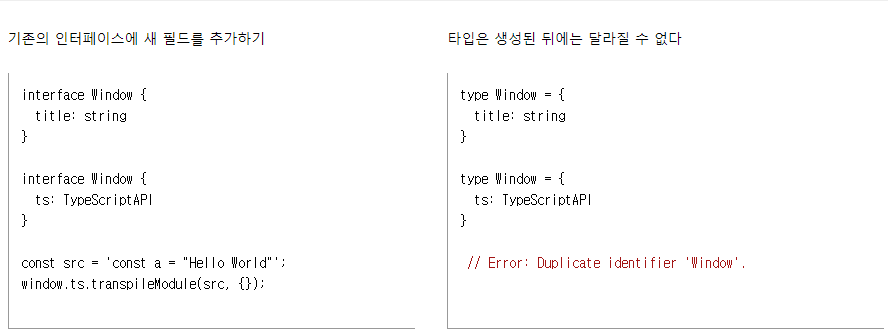 기존의 인터페이스에 새 필드를 추가하기
interface Window {
  title: string
}
interface Window {
  ts: TypeScriptAPI
}
const src = 'const a = "Hello World"';
window.ts.transpileModule(src, {});
타입은 생성된 뒤에는 달라질 수 없다
type Window = {
  title: string
}
type Window = {
  ts: TypeScriptAPI
}
// Error: Duplicate identifier 'Window'.